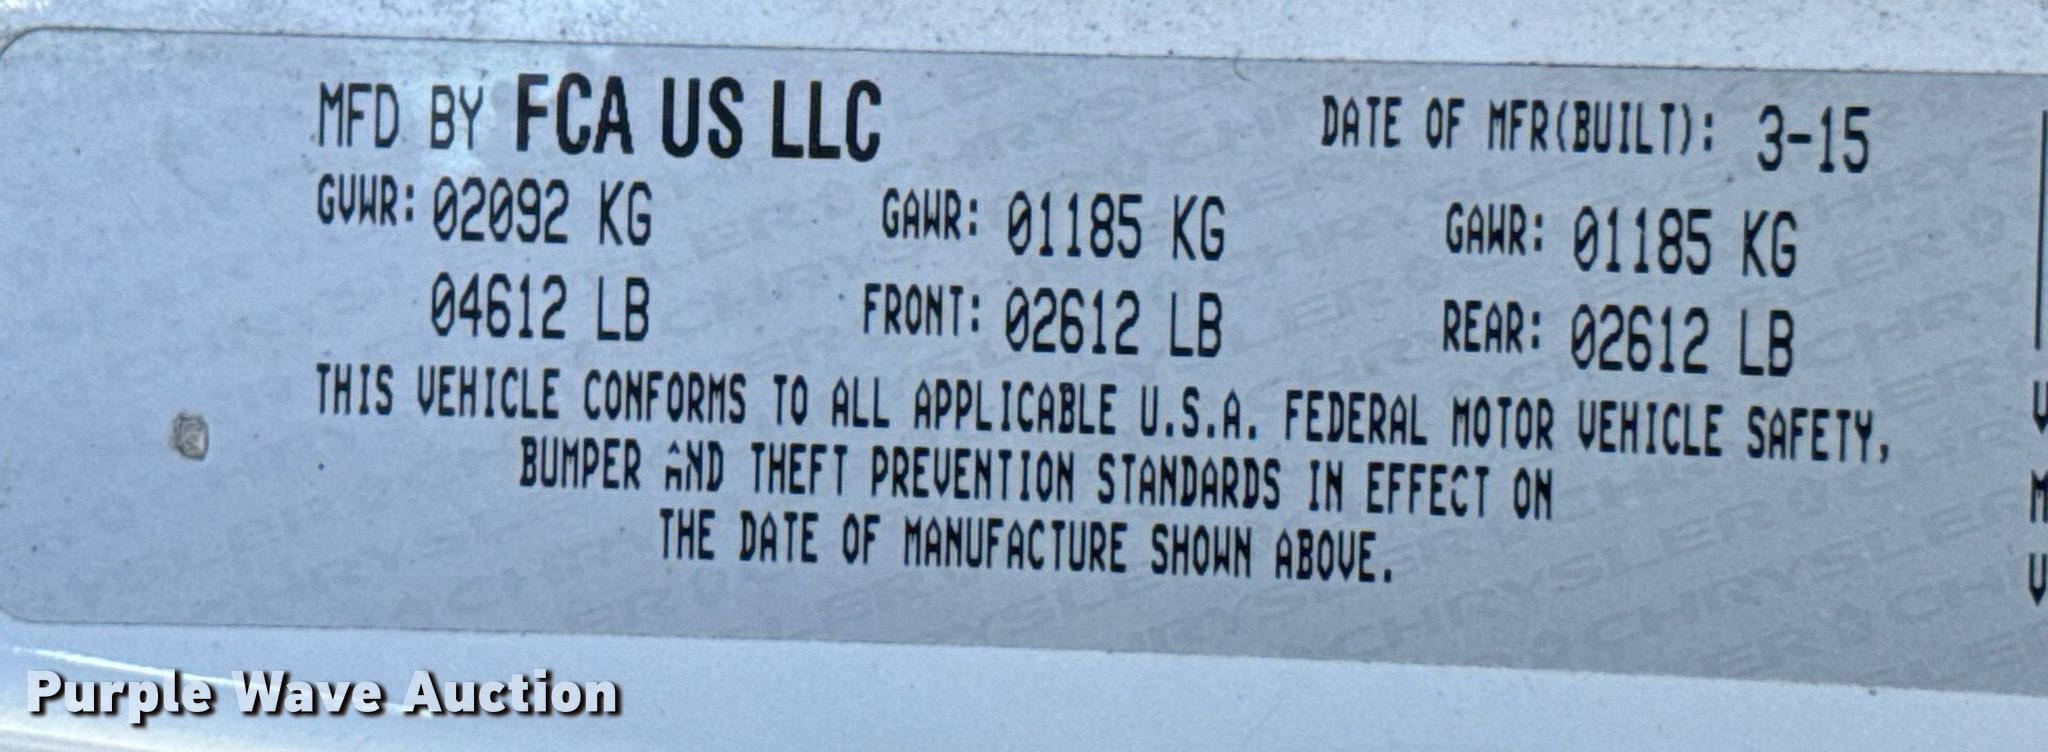 MFD BY FCA US LLC DATE OF MFR(BUILT): 3-15
GVWR: 02092 KG GAWR: 01185 KG GAWR: 01185 KG
04612 LB FRONT: 02612 LB REAR: 02612 LB
THIS VEHICLE CONFORMS TO ALL APPLICABLE U.S.A. FEDERAL MOTOR VEHICLE SAFETY,
BUMPER AND THEFT PREVENTION STANDARDS IN EFFECT ON
THE DATE OF MANUFACTURE SHOWN ABOVE.
Purple Wave Auction